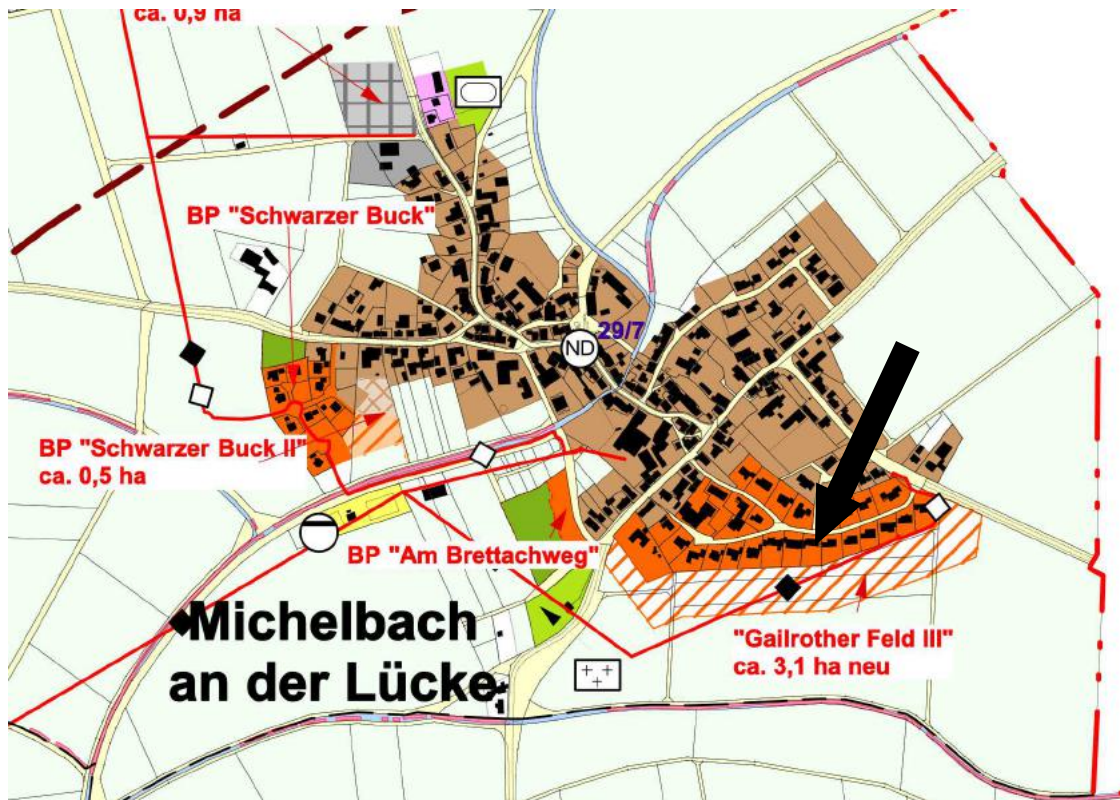 ca. 0,9 ha
BP "Schwarzer Buck"
29/7
ND
BP "Schwarzer Buck II"
ca. 0,5 ha
BP "Am Brettachweg"
Michelbach
an der Lücke
"Gailrother Feld III"
ca. 3,1 ha neu